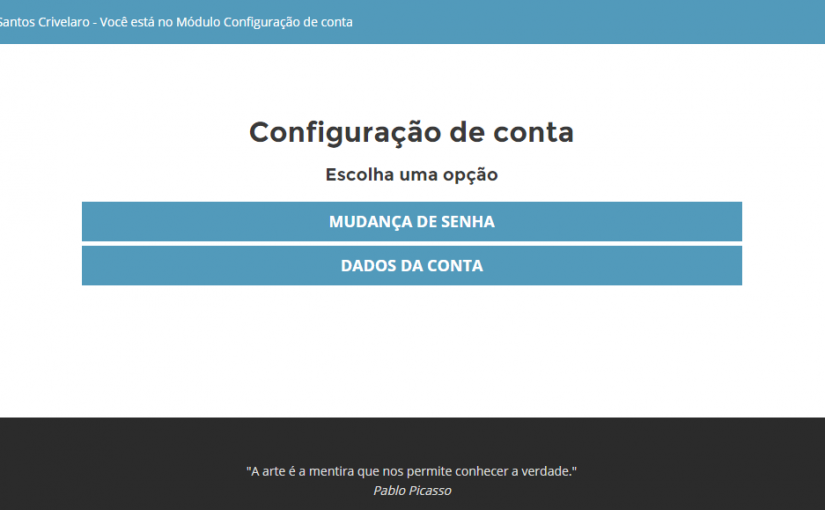 Santos Crivelaro - Você está no Módulo Configuração de conta
Configuração de conta
Escolha uma opção
MUDANÇA DE SENHA
DADOS DA CONTA
"A arte é a mentira que nos permite conhecer a verdade."
Pablo Picasso